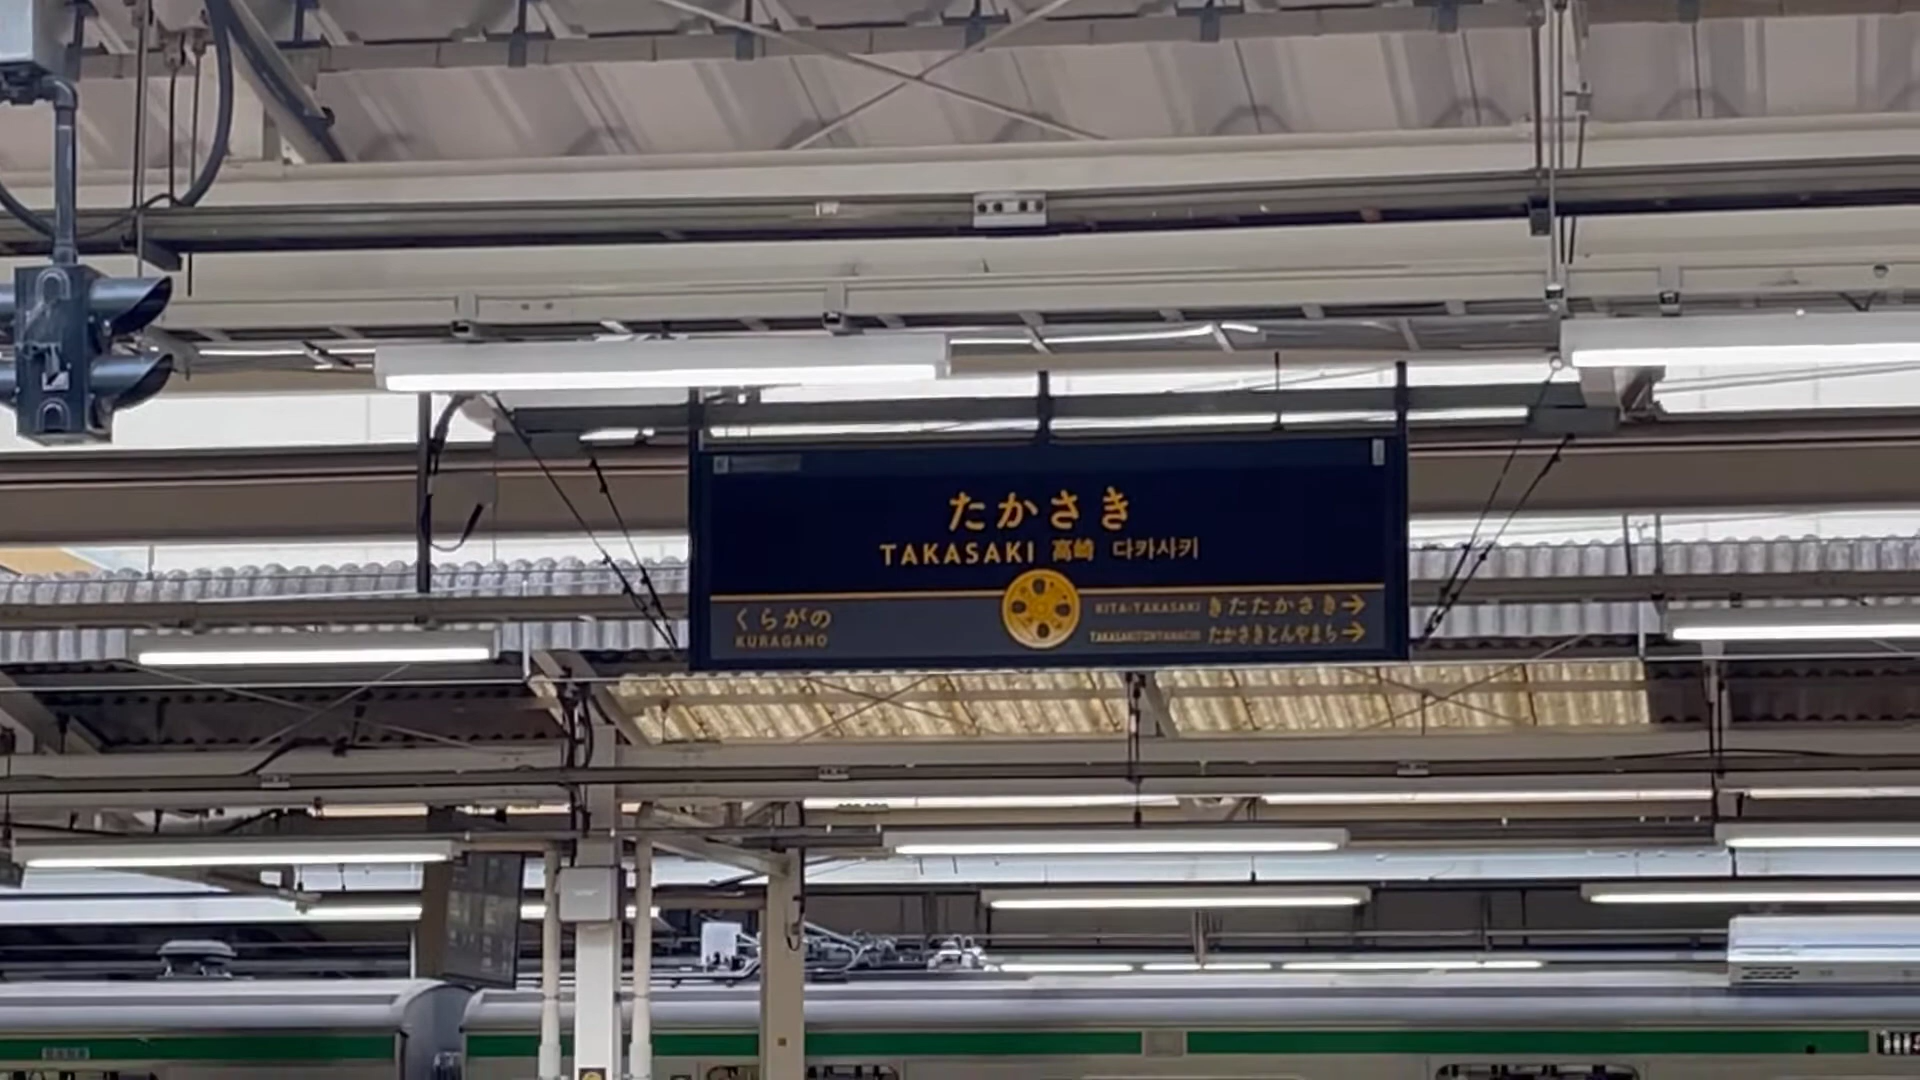 たかさき
TAKASAKI 高崎 다카사키
くらがの
KURAGANO
KITA-TAKASAKI きたたかさき→
TAKASAKITONYAMACHI たかさきとんやまち→